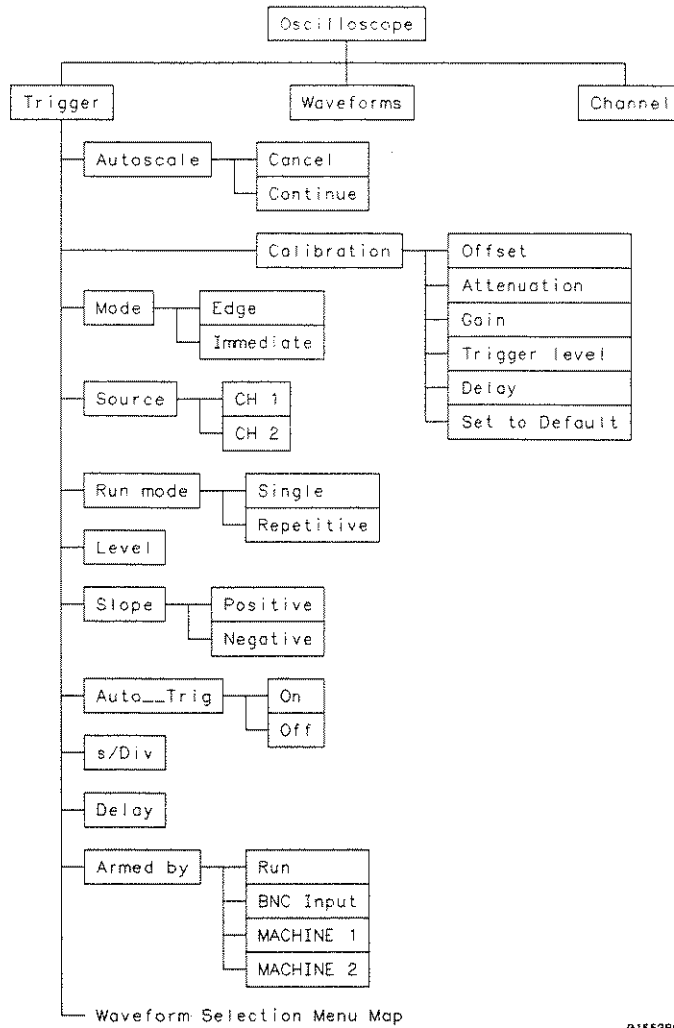 Oscilloscope
Trigger
Waveforms
Channel
Autoscale
Cancel
Continue
Calibration
Offset
Attenuation
Gain
Trigger level
Delay
Set to Default
Mode
Edge
Immediate
Source
CH 1
CH 2
Run mode
Single
Repetitive
Level
Slope
Positive
Negative
Auto__Trig
On
Off
s/Div
Delay
Armed by
Run
BNC Input
MACHINE 1
MACHINE 2
Waveform Selection Menu Map